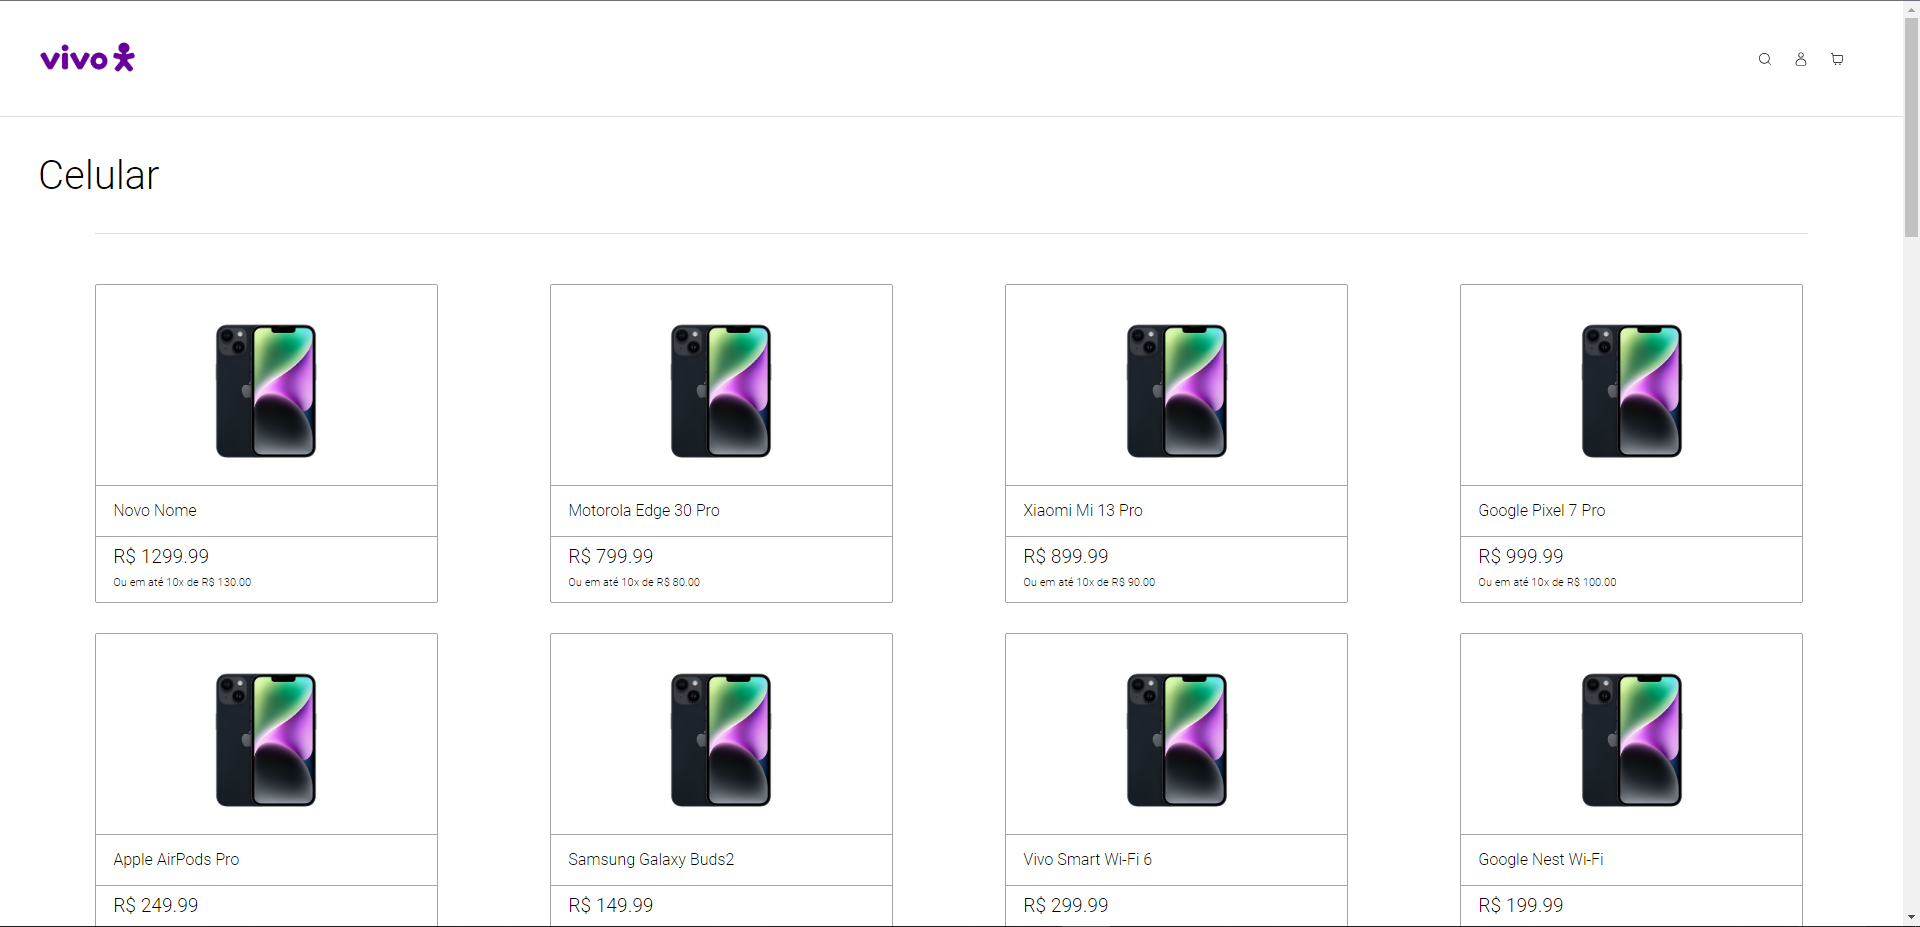 vivo
Celular
Novo Nome
R$ 1299.99
Ou em até 10x de R$ 130.00
Motorola Edge 30 Pro
R$ 799.99
Ou em até 10x de R$ 80.00
Xiaomi Mi 13 Pro
R$ 899.99
Ou em até 10x de R$ 90.00
Google Pixel 7 Pro
R$ 999.99
Ou em até 10x de R$ 100.00
Apple AirPods Pro
R$ 249.99
Samsung Galaxy Buds2
R$ 149.99
Vivo Smart Wi-Fi 6
R$ 299.99
Google Nest Wi-Fi
R$ 199.99